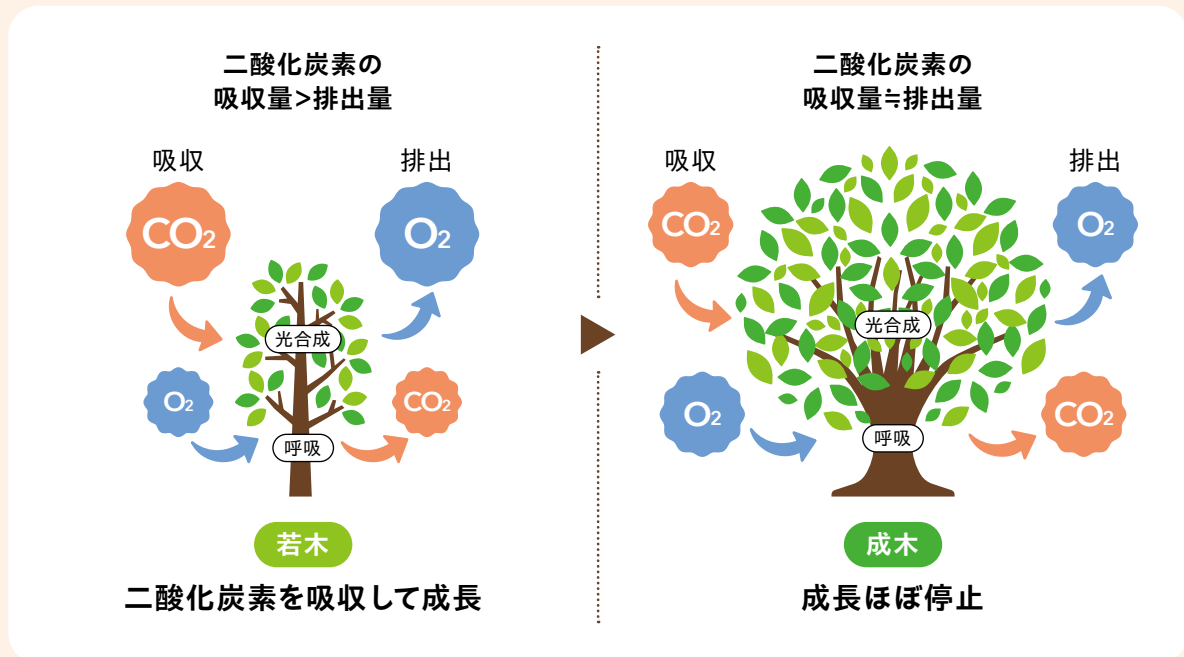 二酸化炭素の
吸収量>排出量
吸収
排出
CO2
O2
光合成
O2
CO2
呼吸
若木
二酸化炭素を吸収して成長
二酸化炭素の
吸収量≒排出量
吸収
排出
CO2
O2
光合成
O2
CO2
呼吸
成木
成長ほぼ停止